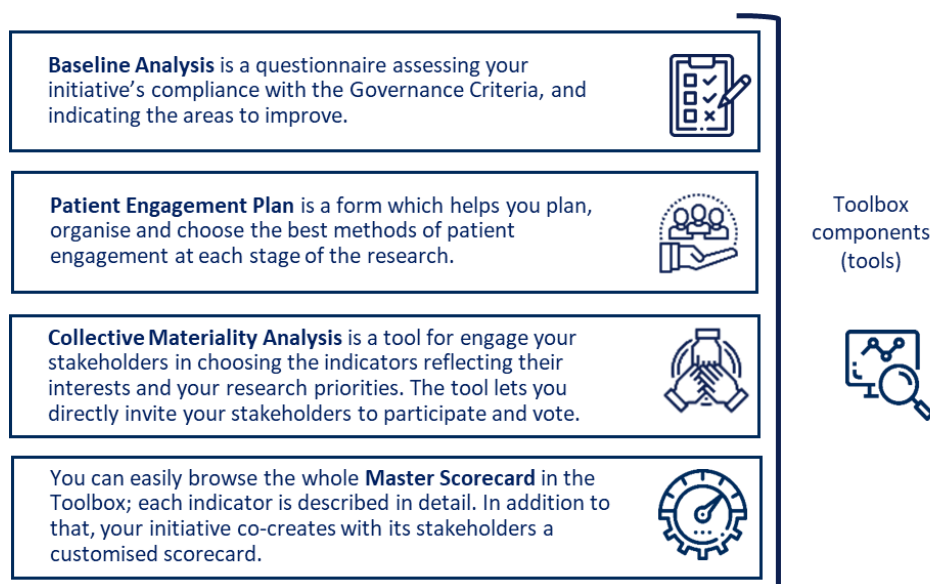 Baseline Analysis is a questionnaire assessing your
initiative's compliance with the Governance Criteria, and
indicating the areas to improve.
Patient Engagement Plan is a form which helps you plan,
organise and choose the best methods of patient
engagement at each stage of the research.
Collective Materiality Analysis is a tool for engage your
stakeholders in choosing the indicators reflecting their
interests and your research priorities. The tool lets you
directly invite your stakeholders to participate and vote.
You can easily browse the whole Master Scorecard in the
Toolbox; each indicator is described in detail. In addition to
that, your initiative co-creates with its stakeholders a
customised scorecard.
Toolbox
components
(tools)